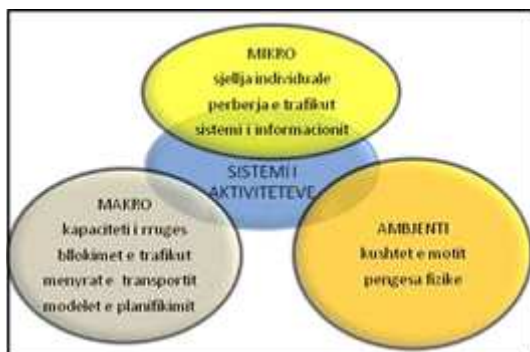 MIKRO
sjellja individuale
perberja e trafikut
sistemi i informacionit
SISTEMI I
AKTIVITETEVE
MAKRO
kapaciteti i rruges
bllokimet e trafikut
menyrat e transportit
modelet e planifikimit
AMBJENTI
kushtet e motit
pengesa fizike